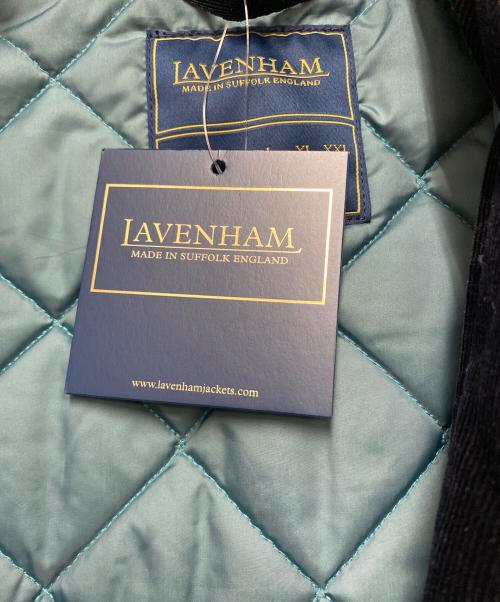 LAVENHAM
MADE IN SUFFOLK ENGLAND
XL XXL
LAVENHAM
MADE IN SUFFOLK ENGLAND
www.lavenhamjackets.com